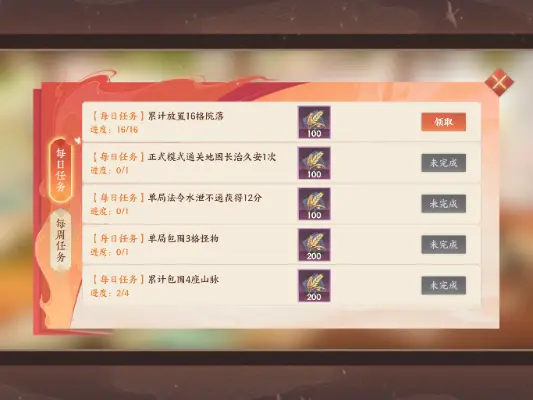 【每日任务】累计放置16格院落
进度：16/16
100
领取
【每日任务】正式模式通关地图长治久安1次
进度：0/1
100
未完成
【每日任务】单局法令水泄不通获得12分
进度：0/1
100
未完成
【每日任务】单局包围3格怪物
进度：0/1
200
未完成
【每日任务】累计包围4座山脉
进度：2/4
200
未完成
每日任务
每周任务